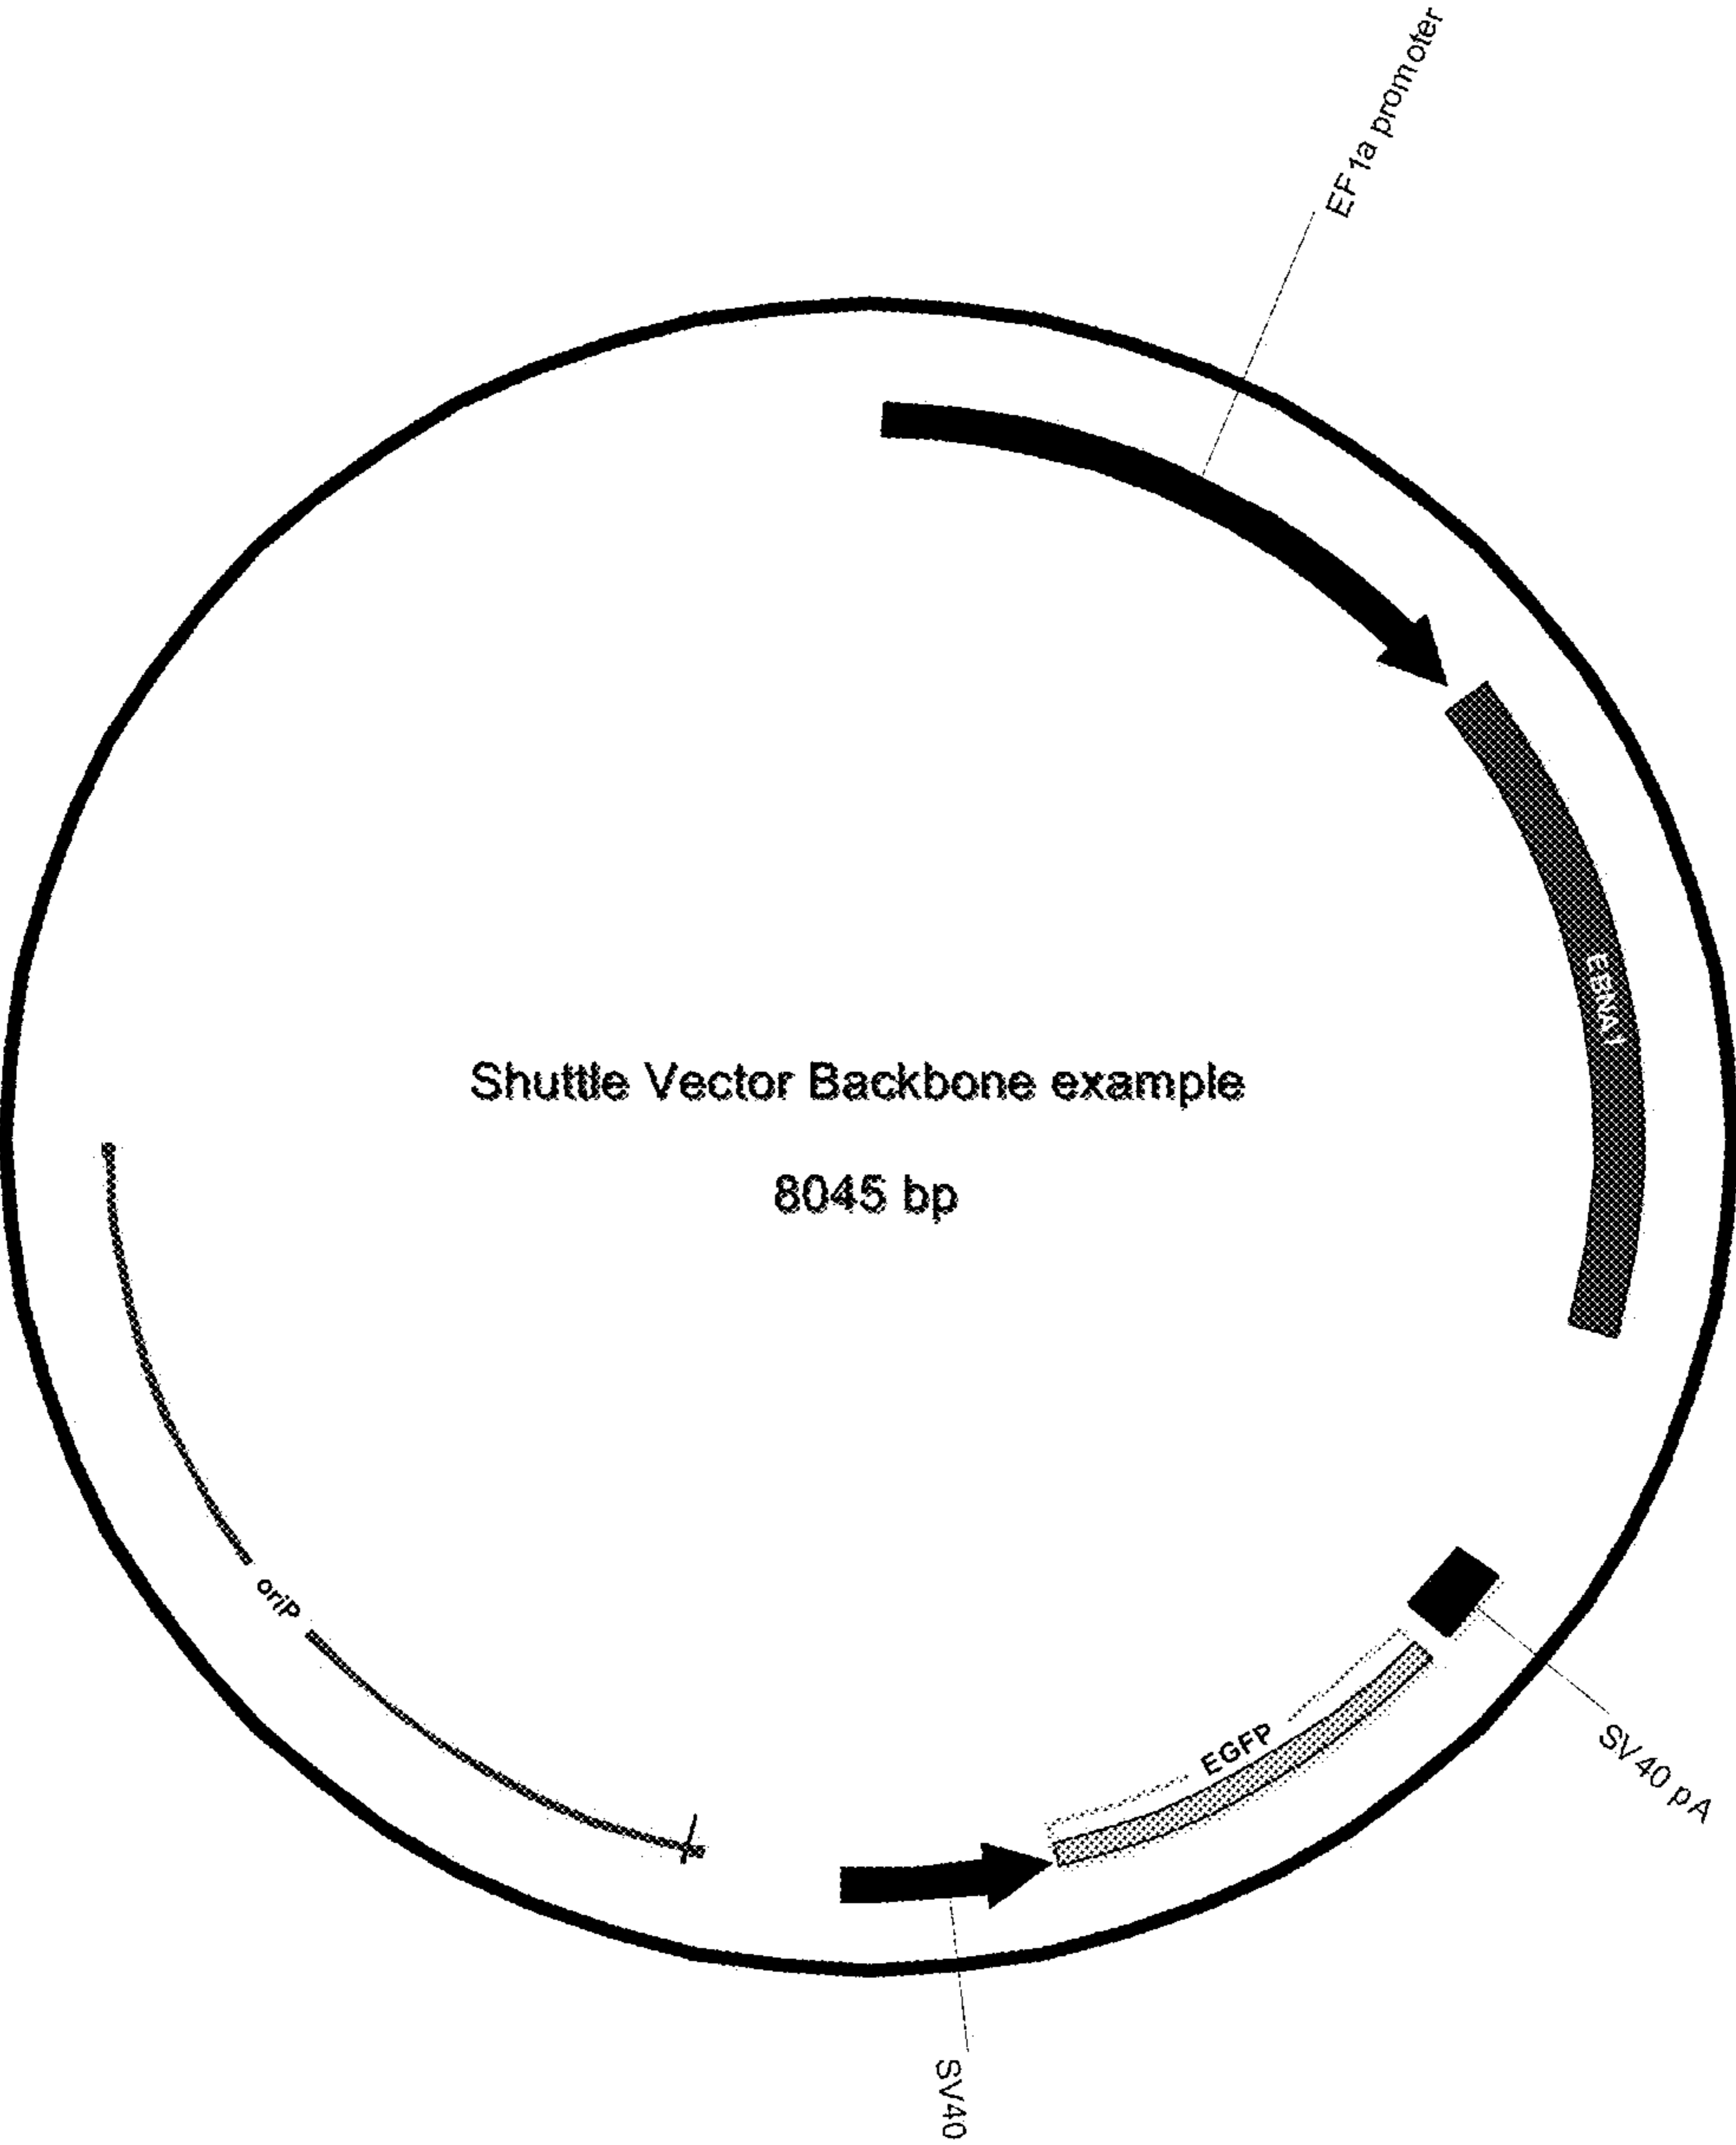 EF1a promoter
EBNA1
Shuttle Vector Backbone example
8045 bp
oriP
EGFP
SV40 pA
SV40